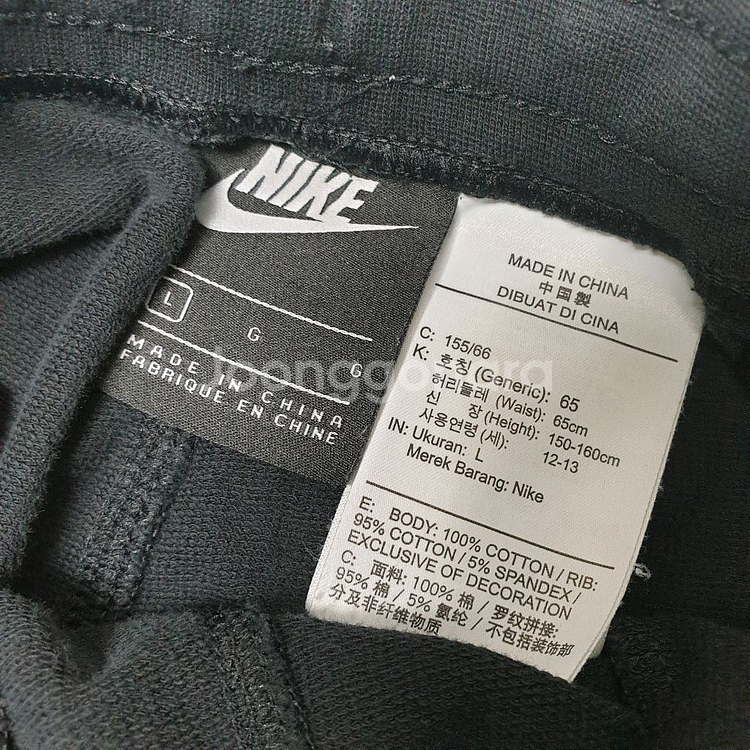 NIKE
L G G
MADE IN CHINA
FABRIQUE EN CHINE
MADE IN CHINA
中国製
DIBUAT DI CINA
C: 155/66
K: 호칭 (Generic): 65
허리둘레 (Waist): 65cm
신 장 (Height): 150-160cm
사용연령 (세): 12-13
IN: Ukuran: L
Merek Barang: Nike
E: BODY: 100% COTTON / RIB:
95% COTTON / 5% SPANDEX /
EXCLUSIVE OF DECORATION
C: 面料: 100% 棉 / 罗纹拼接:
95% 棉 / 5% 氨纶 / 不包括装饰部
分及非纤维物质
joonggonara